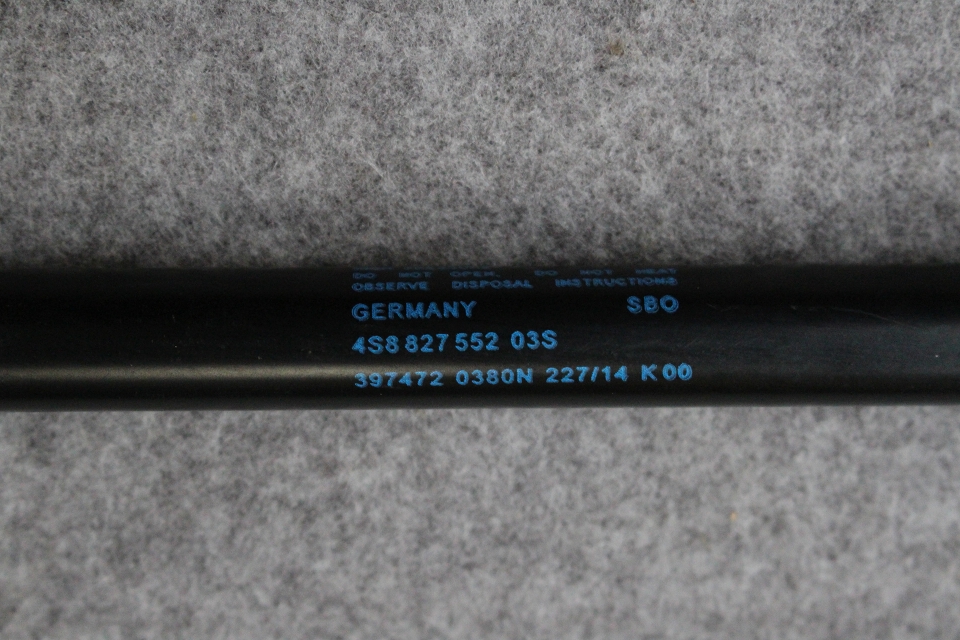 DO NOT OPEN. DO NOT HEAT
OBSERVE DISPOSAL INSTRUCTIONS
GERMANY SBO
4S8 827 552 03S
397472 0380N 227/14 K00